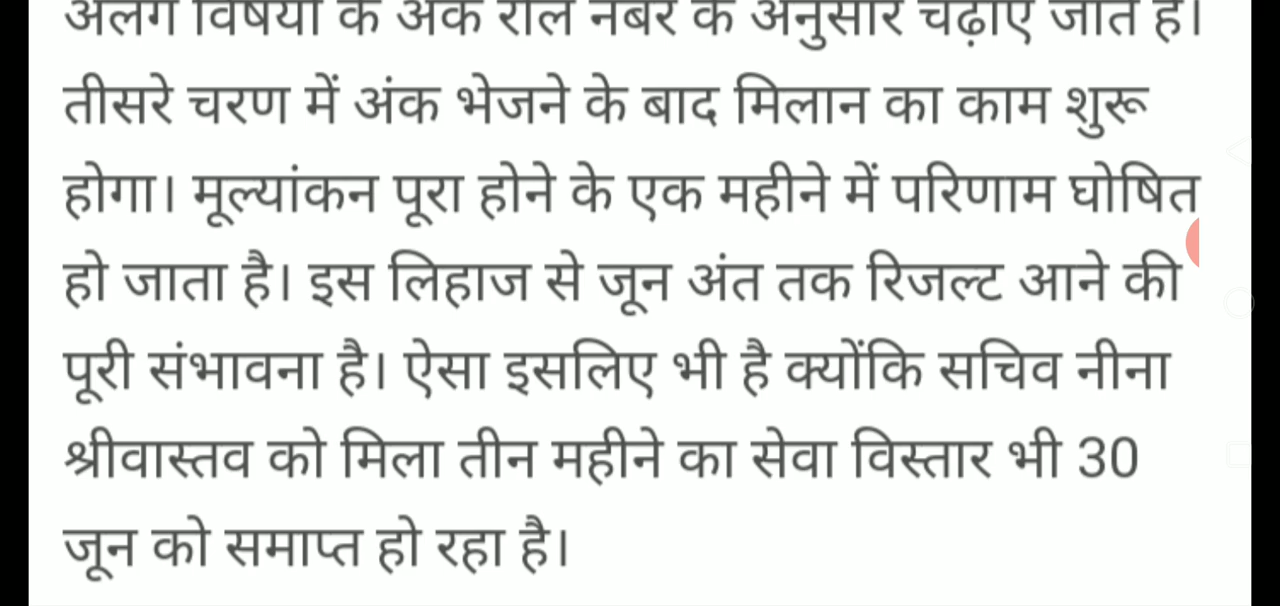 अलग विषयों के अंक रोल नंबर के अनुसार चढ़ाए जाते हैं।
तीसरे चरण में अंक भेजने के बाद मिलान का काम शुरू
होगा। मूल्यांकन पूरा होने के एक महीने में परिणाम घोषित
हो जाता है। इस लिहाज से जून अंत तक रिजल्ट आने की
पूरी संभावना है। ऐसा इसलिए भी है क्योंकि सचिव नीना
श्रीवास्तव को मिला तीन महीने का सेवा विस्तार भी 30
जून को समाप्त हो रहा है।